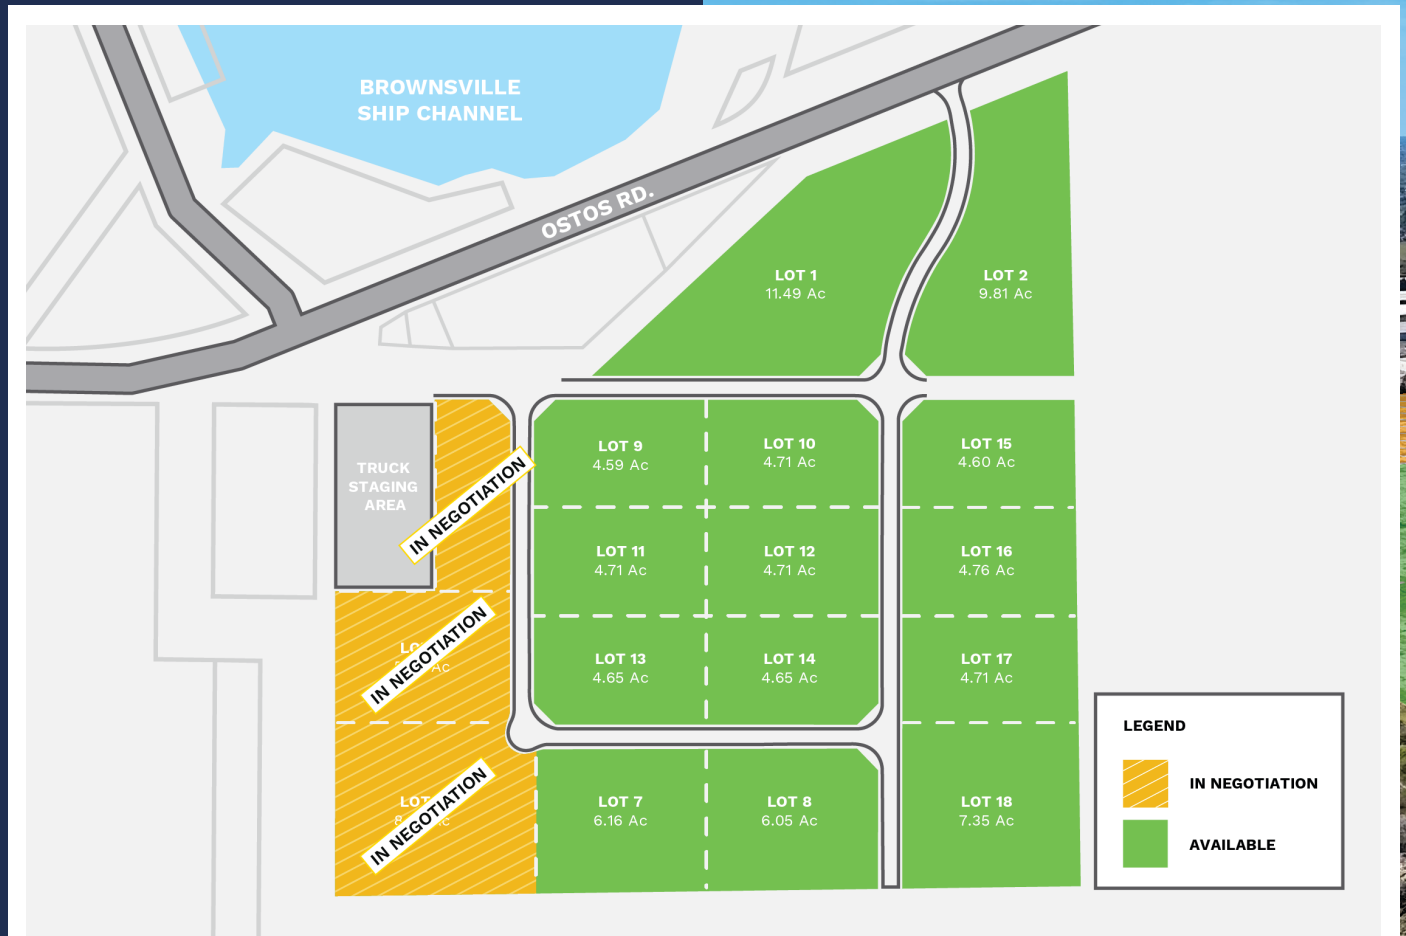 BROWNSVILLE
SHIP CHANNEL
OSTOS RD.
LOT 1
11.49 Ac
LOT 2
9.81 Ac
TRUCK
STAGING
AREA
IN NEGOTIATION
LOT 9
4.59 Ac
LOT 10
4.71 Ac
LOT 15
4.60 Ac
LOT 11
4.71 Ac
LOT 12
4.71 Ac
LOT 16
4.76 Ac
IN NEGOTIATION
Ac
LOT 13
4.65 Ac
LOT 14
4.65 Ac
LOT 17
4.71 Ac
LOT
IN NEGOTIATION
LOT 7
6.16 Ac
LOT 8
6.05 Ac
LOT 18
7.35 Ac
LEGEND
IN NEGOTIATION
AVAILABLE